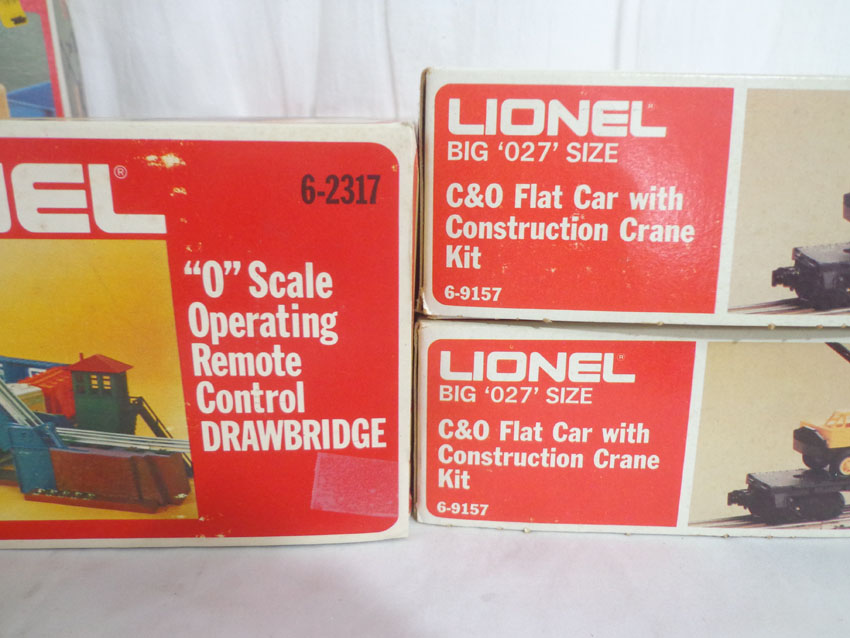 NEL®
6-2317
“O” Scale
Operating
Remote
Control
DRAWBRIDGE
LIONEL®
BIG ‘027’ SIZE
C&O Flat Car with
Construction Crane
Kit
6-9157
LIONEL®
BIG ‘027’ SIZE
C&O Flat Car with
Construction Crane
Kit
6-9157